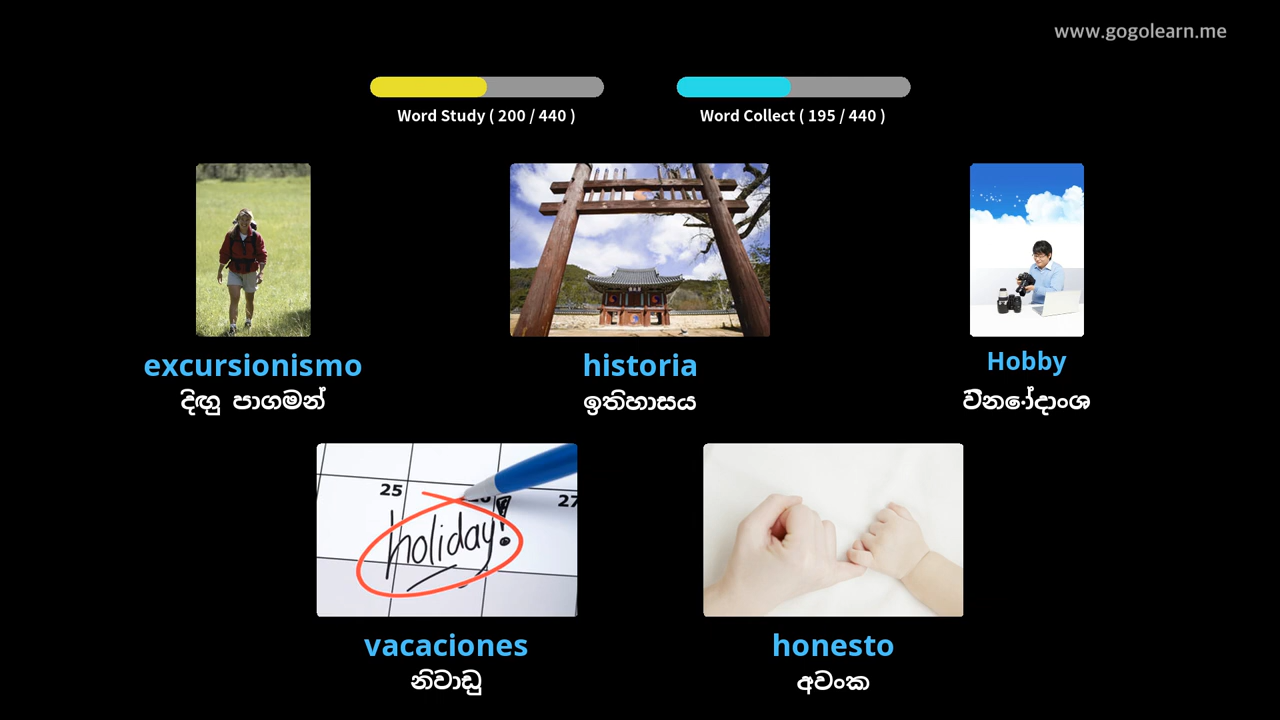 www.gogolearn.me
Word Study ( 200 / 440 )
Word Collect ( 195 / 440 )
excursionismo
දිඟු පාගමන්
historia
ඉතිහාසය
Hobby
විනෝදාංශ
25
27
holiday!
vacaciones
නිවාඩු
honesto
අවංක